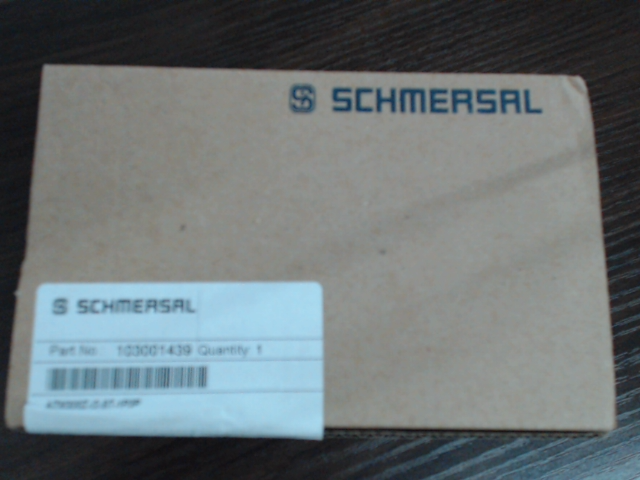 SCHMERSAL
SCHMERSAL
Part No. 103001439 Quantity 1